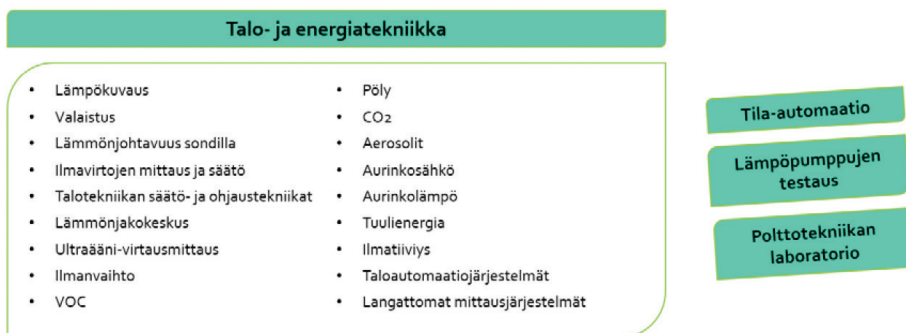 Talo- ja energiatekniikka
Lämpökuvaus
Valaistus
Lämmönjohtavuus sondilla
Ilmavirtojen mittaus ja säätö
Talotekniikan säätö- ja ohjaustekniikat
Lämmönjakokeskus
Ultraääni-virtausmittaus
Ilmanvaihto
VOC
Pöly
CO2
Aerosolit
Aurinkosähkö
Aurinkolämpö
Tuulienergia
Ilmatiiviys
Taloautomaatiojärjestelmät
Langattomat mittausjärjestelmät
Tila-automaatio
Lämpöpumppujen
testaus
Polttotekniikan
laboratorio